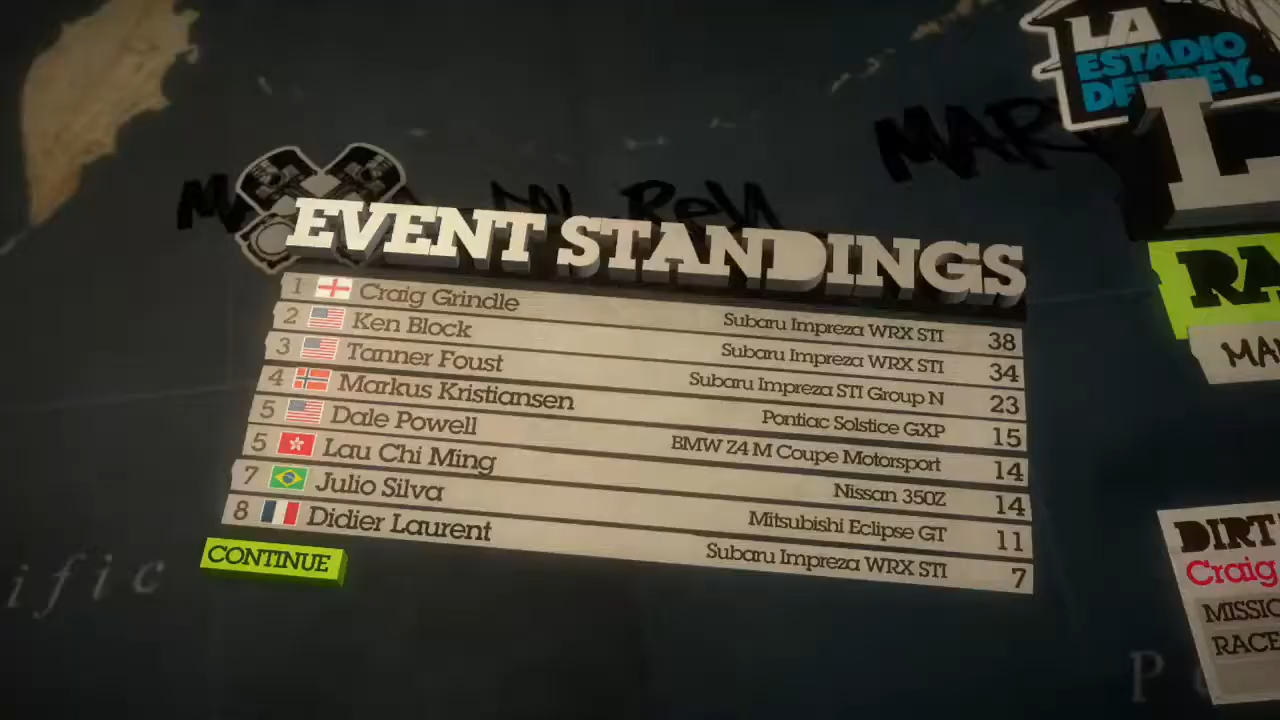 LA
ESTADIO
DEL REY.
EVENT STANDINGS
1 Craig Grindle Subaru Impreza WRX STI 38
2 Ken Block Subaru Impreza WRX STI 34
3 Tanner Foust Subaru Impreza STI Group N 23
4 Markus Kristiansen Pontiac Solstice GXP 15
5 Dale Powell BMW Z4 M Coupe Motorsport 14
5 Lau Chi Ming Nissan 350Z 14
7 Julio Silva Mitsubishi Eclipse GT 11
8 Didier Laurent Subaru Impreza WRX STI 7
CONTINUE
ific
L
RA
MA
DIRT
Craig
MISSIO
RACE
P